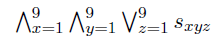 ⋀⁹ₓ₌₁ ⋀⁹ᵧ₌₁ ⋁⁹_{z=1} s_{xyz}